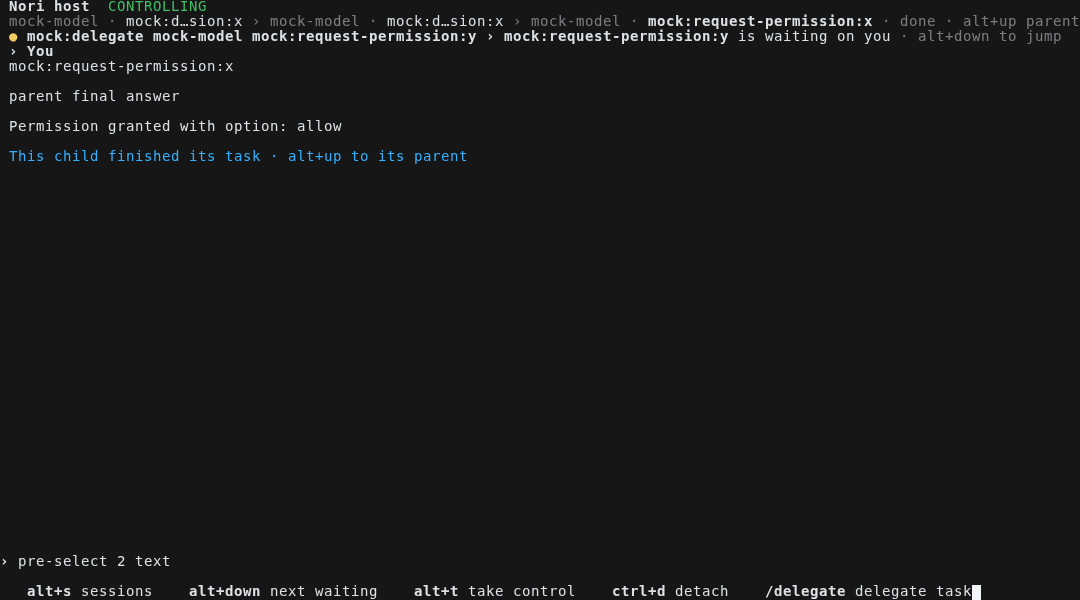 Nori host  CONTROLLING
mock-model · mock:d…sion:x › mock-model · mock:d…sion:x › mock-model · mock:request-permission:x · done · alt+up parent
● mock:delegate mock-model mock:request-permission:y › mock:request-permission:y is waiting on you · alt+down to jump
› You
mock:request-permission:x
parent final answer
Permission granted with option: allow
This child finished its task · alt+up to its parent
› pre-select 2 text
alt+s sessions    alt+down next waiting    alt+t take control    ctrl+d detach    /delegate delegate task